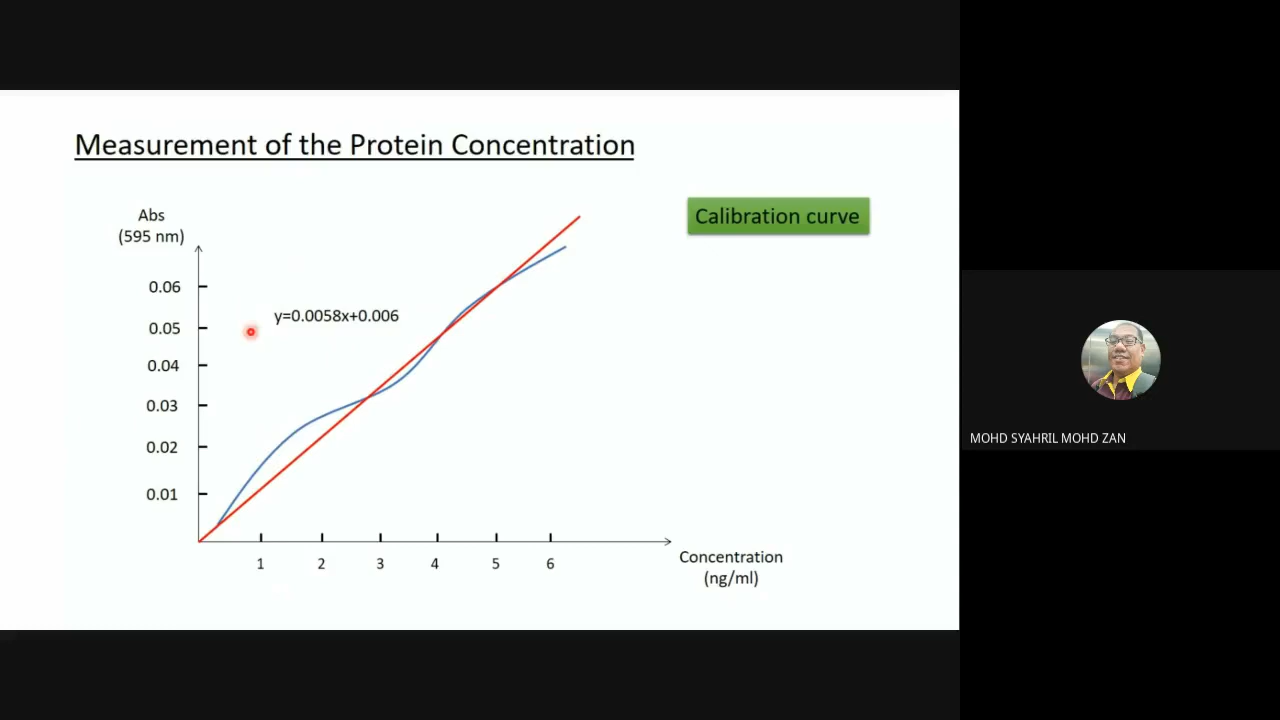 Measurement of the Protein Concentration
Abs
(595 nm)
Calibration curve
0.06
y=0.0058x+0.006
0.05
0.04
0.03
0.02
0.01
1 2 3 4 5 6
Concentration
(ng/ml)
MOHD SYAHRIL MOHD ZAN